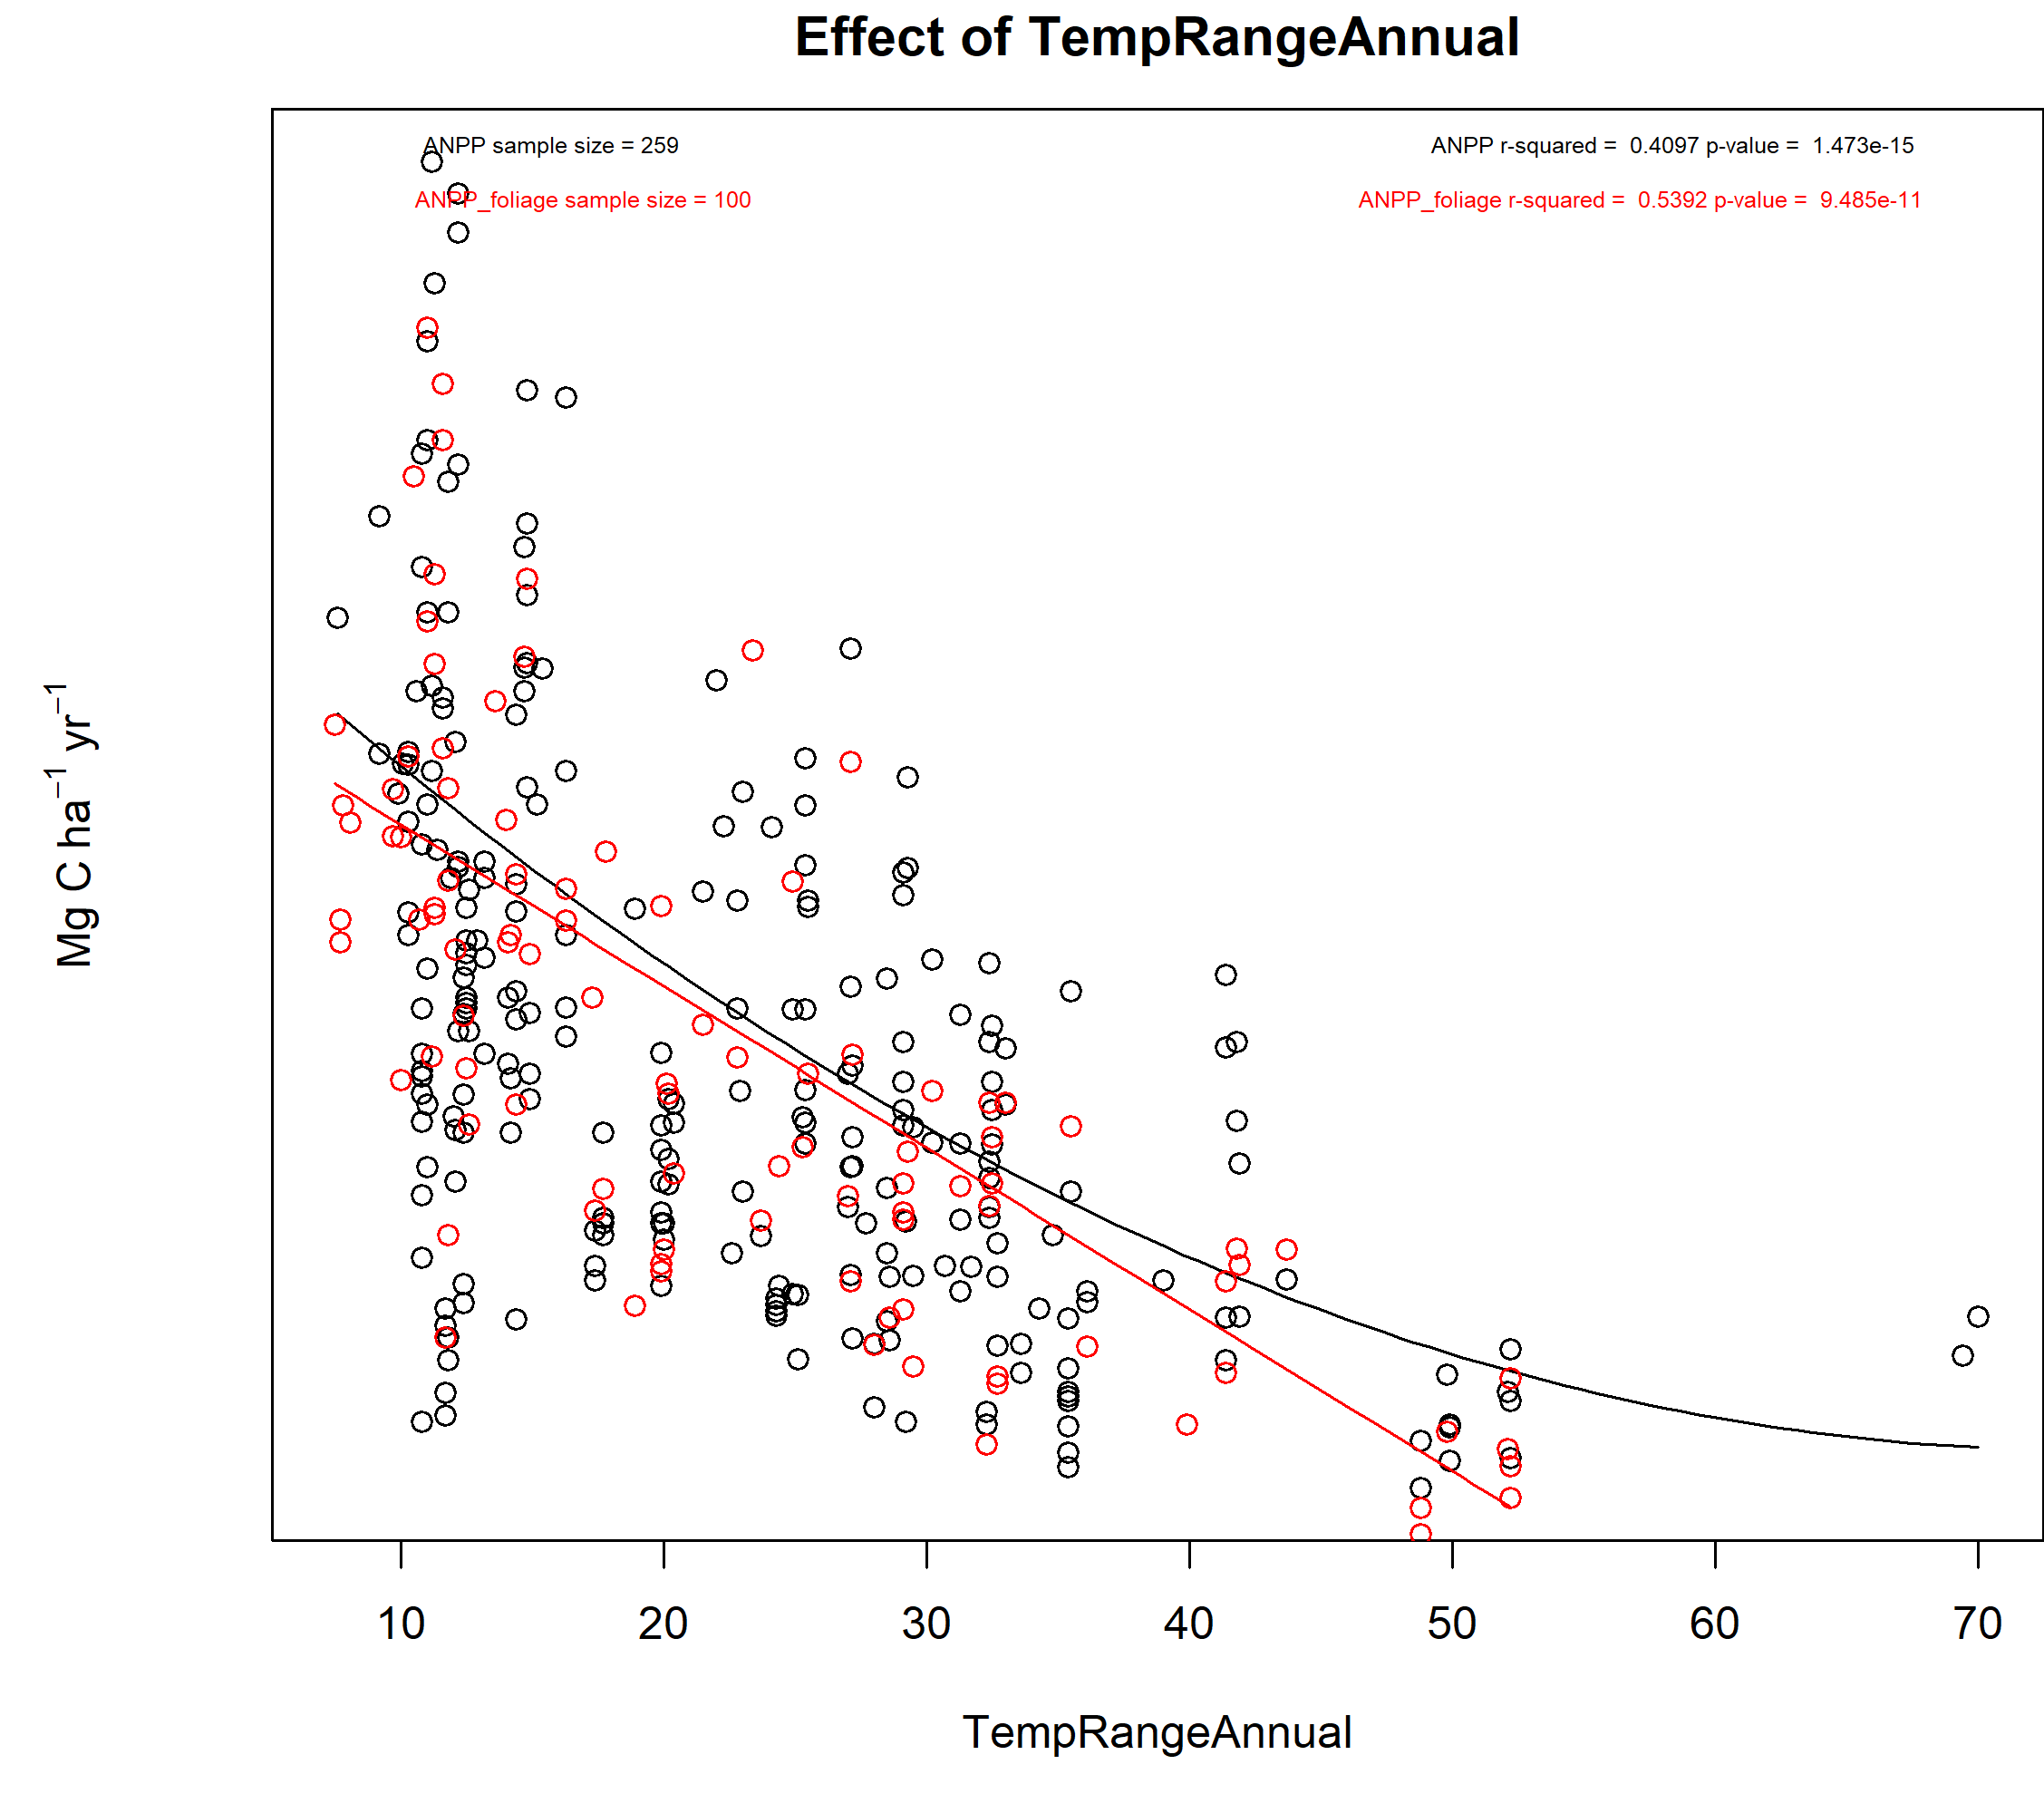 Effect of TempRangeAnnual
ANPP sample size = 259
ANPP r-squared =  0.4097 p-value =  1.473e-15
ANPP_foliage sample size = 100
ANPP_foliage r-squared =  0.5392 p-value =  9.485e-11
Mg C ha⁻¹ yr⁻¹
10 20 30 40 50 60 70
TempRangeAnnual